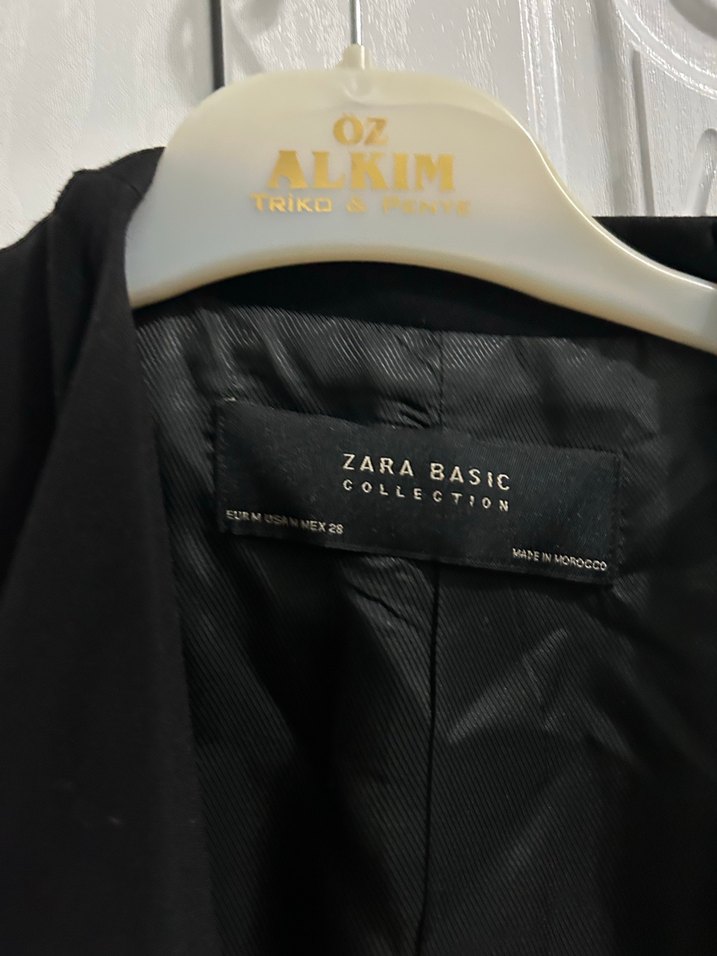 ÖZ
ALKIM
TRİKO & PENYE
ZARA BASIC
COLLECTION
EUR M USA M MEX 28
MADE IN MOROCCO